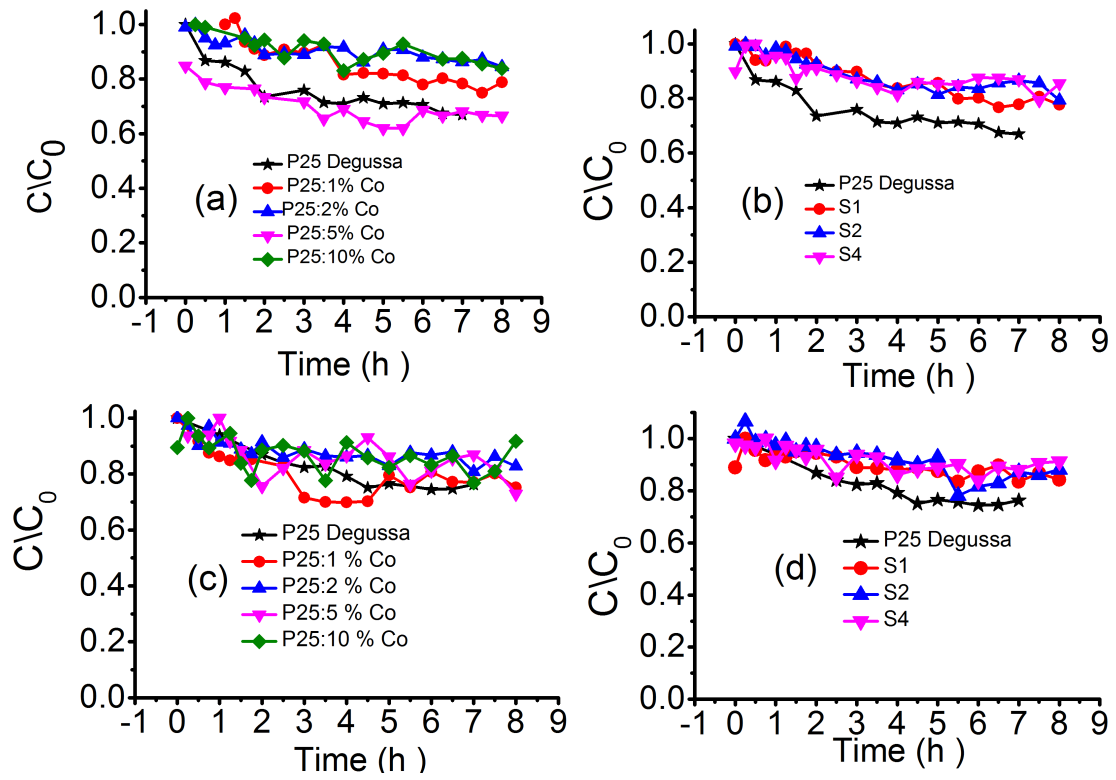 1.0
0.8
0.6
0.4
0.2
0.0
C\C0
(a)
P25 Degussa
P25:1% Co
P25:2% Co
P25:5% Co
P25:10% Co
-1 0 1 2 3 4 5 6 7 8 9
Time (h )
1.0
0.8
0.6
0.4
0.2
0.0
C\C0
(b)
P25 Degussa
S1
S2
S4
-1 0 1 2 3 4 5 6 7 8 9
Time (h )
1.0
0.8
0.6
0.4
0.2
0.0
C\C0
(c)
P25 Degussa
P25:1 % Co
P25:2 % Co
P25:5 % Co
P25:10 % Co
-1 0 1 2 3 4 5 6 7 8 9
Time (h )
1.0
0.8
0.6
0.4
0.2
0.0
C\C0
(d)
P25 Degussa
S1
S2
S4
-1 0 1 2 3 4 5 6 7 8 9
Time (h )